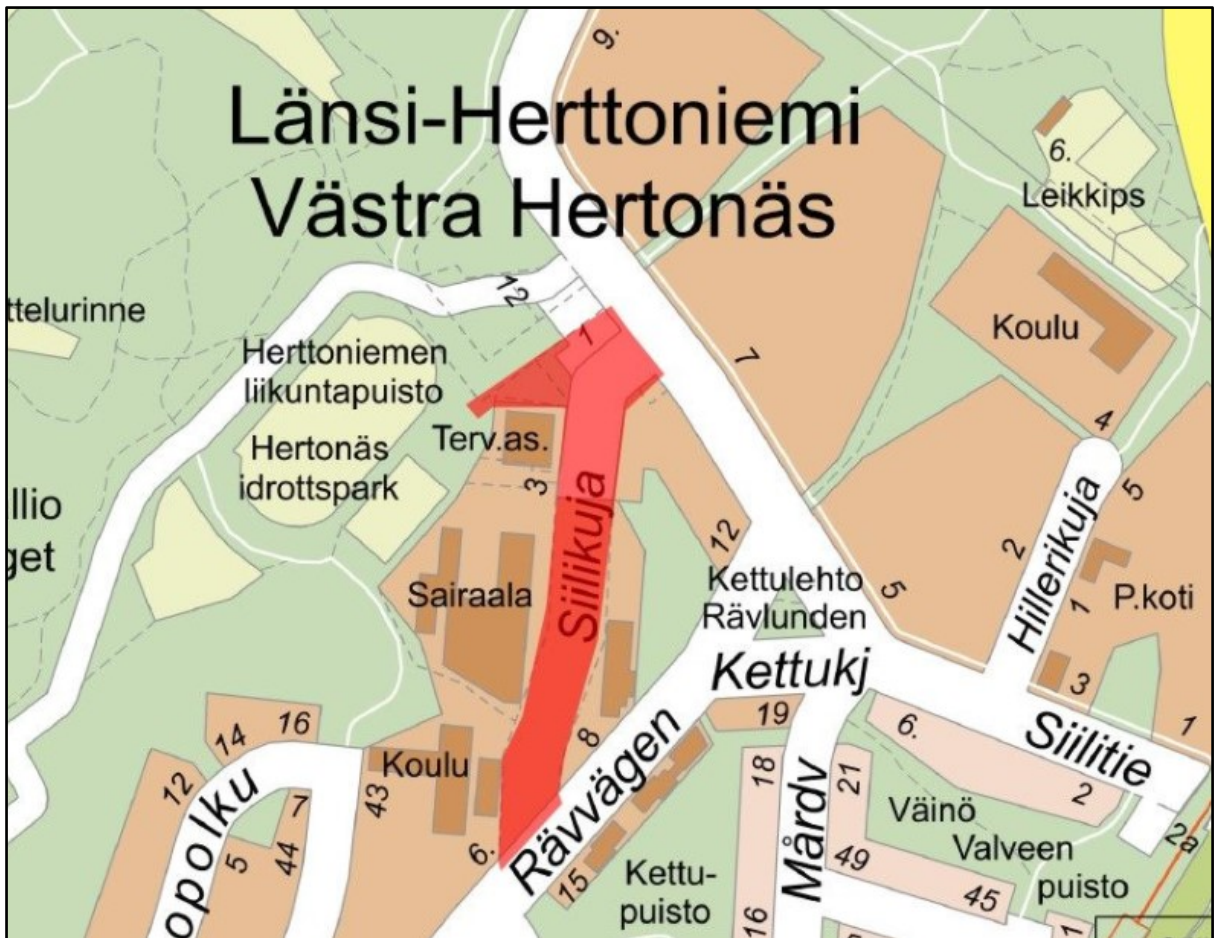 9.
Länsi-Herttoniemi
Västra Hertonäs
6.
Leikkips
12
ttelurinne
1
7
Koulu
Herttoniemen
liikuntapuisto
4
Terv.as.
Hertonäs
idrottspark
3
5
llio
get
Siilikuja
12
2
Hillerikuja
Kettulehto
Rävlunden
5
1
P.koti
Sairaala
Kettukj
3
1
16
14
19
6.
Siilitie
8
Rävvägen
Koulu
12
18
21
2
7
43
Mårdv
Väinö
Valveen
puisto
2a
5
44
6.
15
49
45
Kettu-
puisto
opolku
16
1